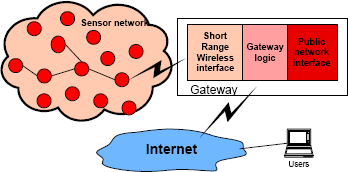 Sensor network
Short
Range
Wireless
interface
Gateway
logic
Public
network
interface
Gateway
Internet
Users